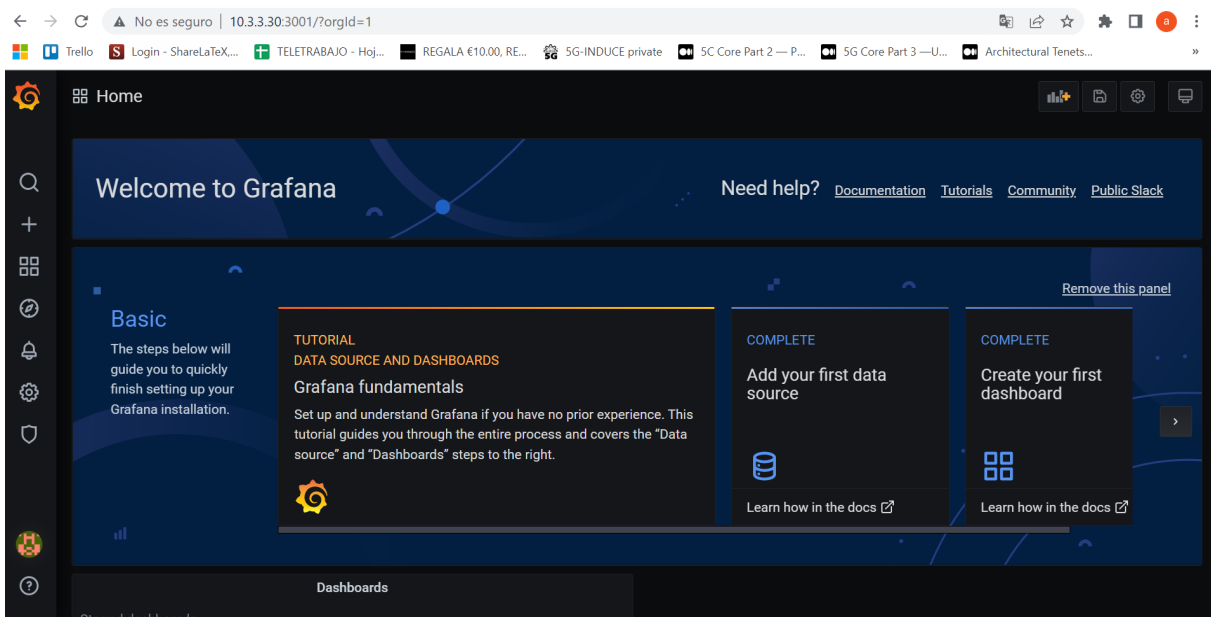 No es seguro | 10.3.3.30:3001/?orgId=1
a
Trello
Login - ShareLaTeX,...
TELETRABAJO - Hoj...
REGALA €10.00, RE...
5G
5G-INDUCE private
5C Core Part 2 — P...
5G Core Part 3 —U...
Architectural Tenets...
»
Home
Welcome to Grafana
Need help?
Documentation
Tutorials
Community
Public Slack
Remove this panel
Basic
The steps below will
guide you to quickly
finish setting up your
Grafana installation.
TUTORIAL
DATA SOURCE AND DASHBOARDS
Grafana fundamentals
Set up and understand Grafana if you have no prior experience. This
tutorial guides you through the entire process and covers the “Data
source” and “Dashboards” steps to the right.
COMPLETE
Add your first data
source
Learn how in the docs
COMPLETE
Create your first
dashboard
Learn how in the docs
Dashboards